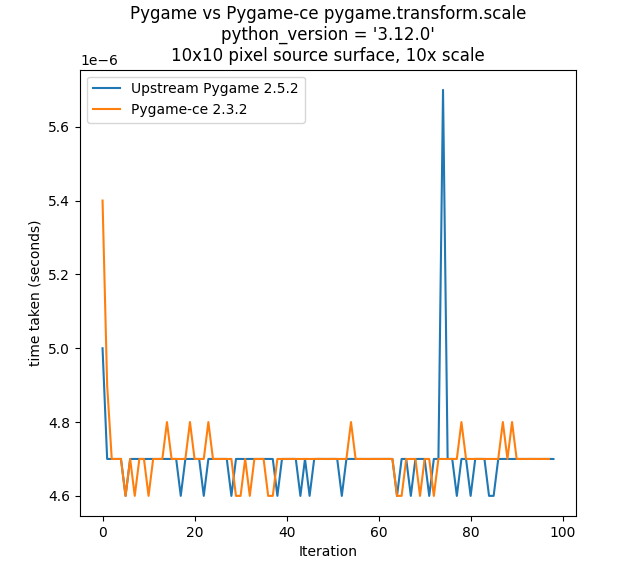 Pygame vs Pygame-ce pygame.transform.scale
python_version = '3.12.0'
10x10 pixel source surface, 10x scale
1e−6
Upstream Pygame 2.5.2
Pygame-ce 2.3.2
5.6
5.4
5.2
5.0
4.8
4.6
time taken (seconds)
0 20 40 60 80 100
Iteration